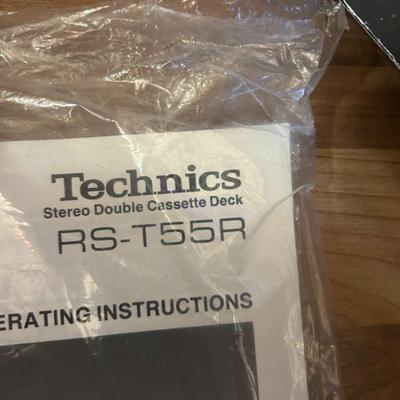 Technics
Stereo Double Cassette Deck
RS-T55R
ERATING INSTRUCTIONS